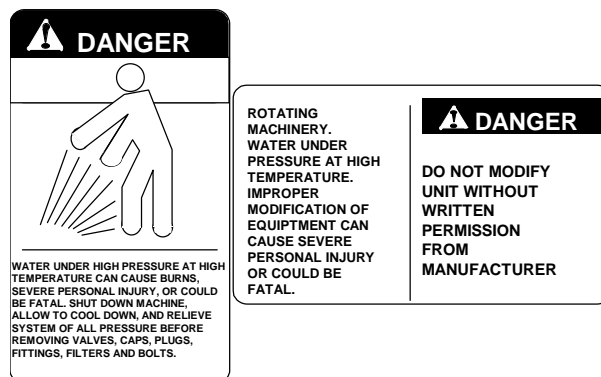 DANGER
WATER UNDER HIGH PRESSURE AT HIGH
TEMPERATURE CAN CAUSE BURNS,
SEVERE PERSONAL INJURY, OR COULD
BE FATAL. SHUT DOWN MACHINE,
ALLOW TO COOL DOWN, AND RELIEVE
SYSTEM OF ALL PRESSURE BEFORE
REMOVING VALVES, CAPS, PLUGS,
FITTINGS, FILTERS AND BOLTS.
ROTATING
MACHINERY.
WATER UNDER
PRESSURE AT HIGH
TEMPERATURE.
IMPROPER
MODIFICATION OF
EQUIPTMENT CAN
CAUSE SEVERE
PERSONAL INJURY
OR COULD BE
FATAL.
DANGER
DO NOT MODIFY
UNIT WITHOUT
WRITTEN
PERMISSION
FROM
MANUFACTURER